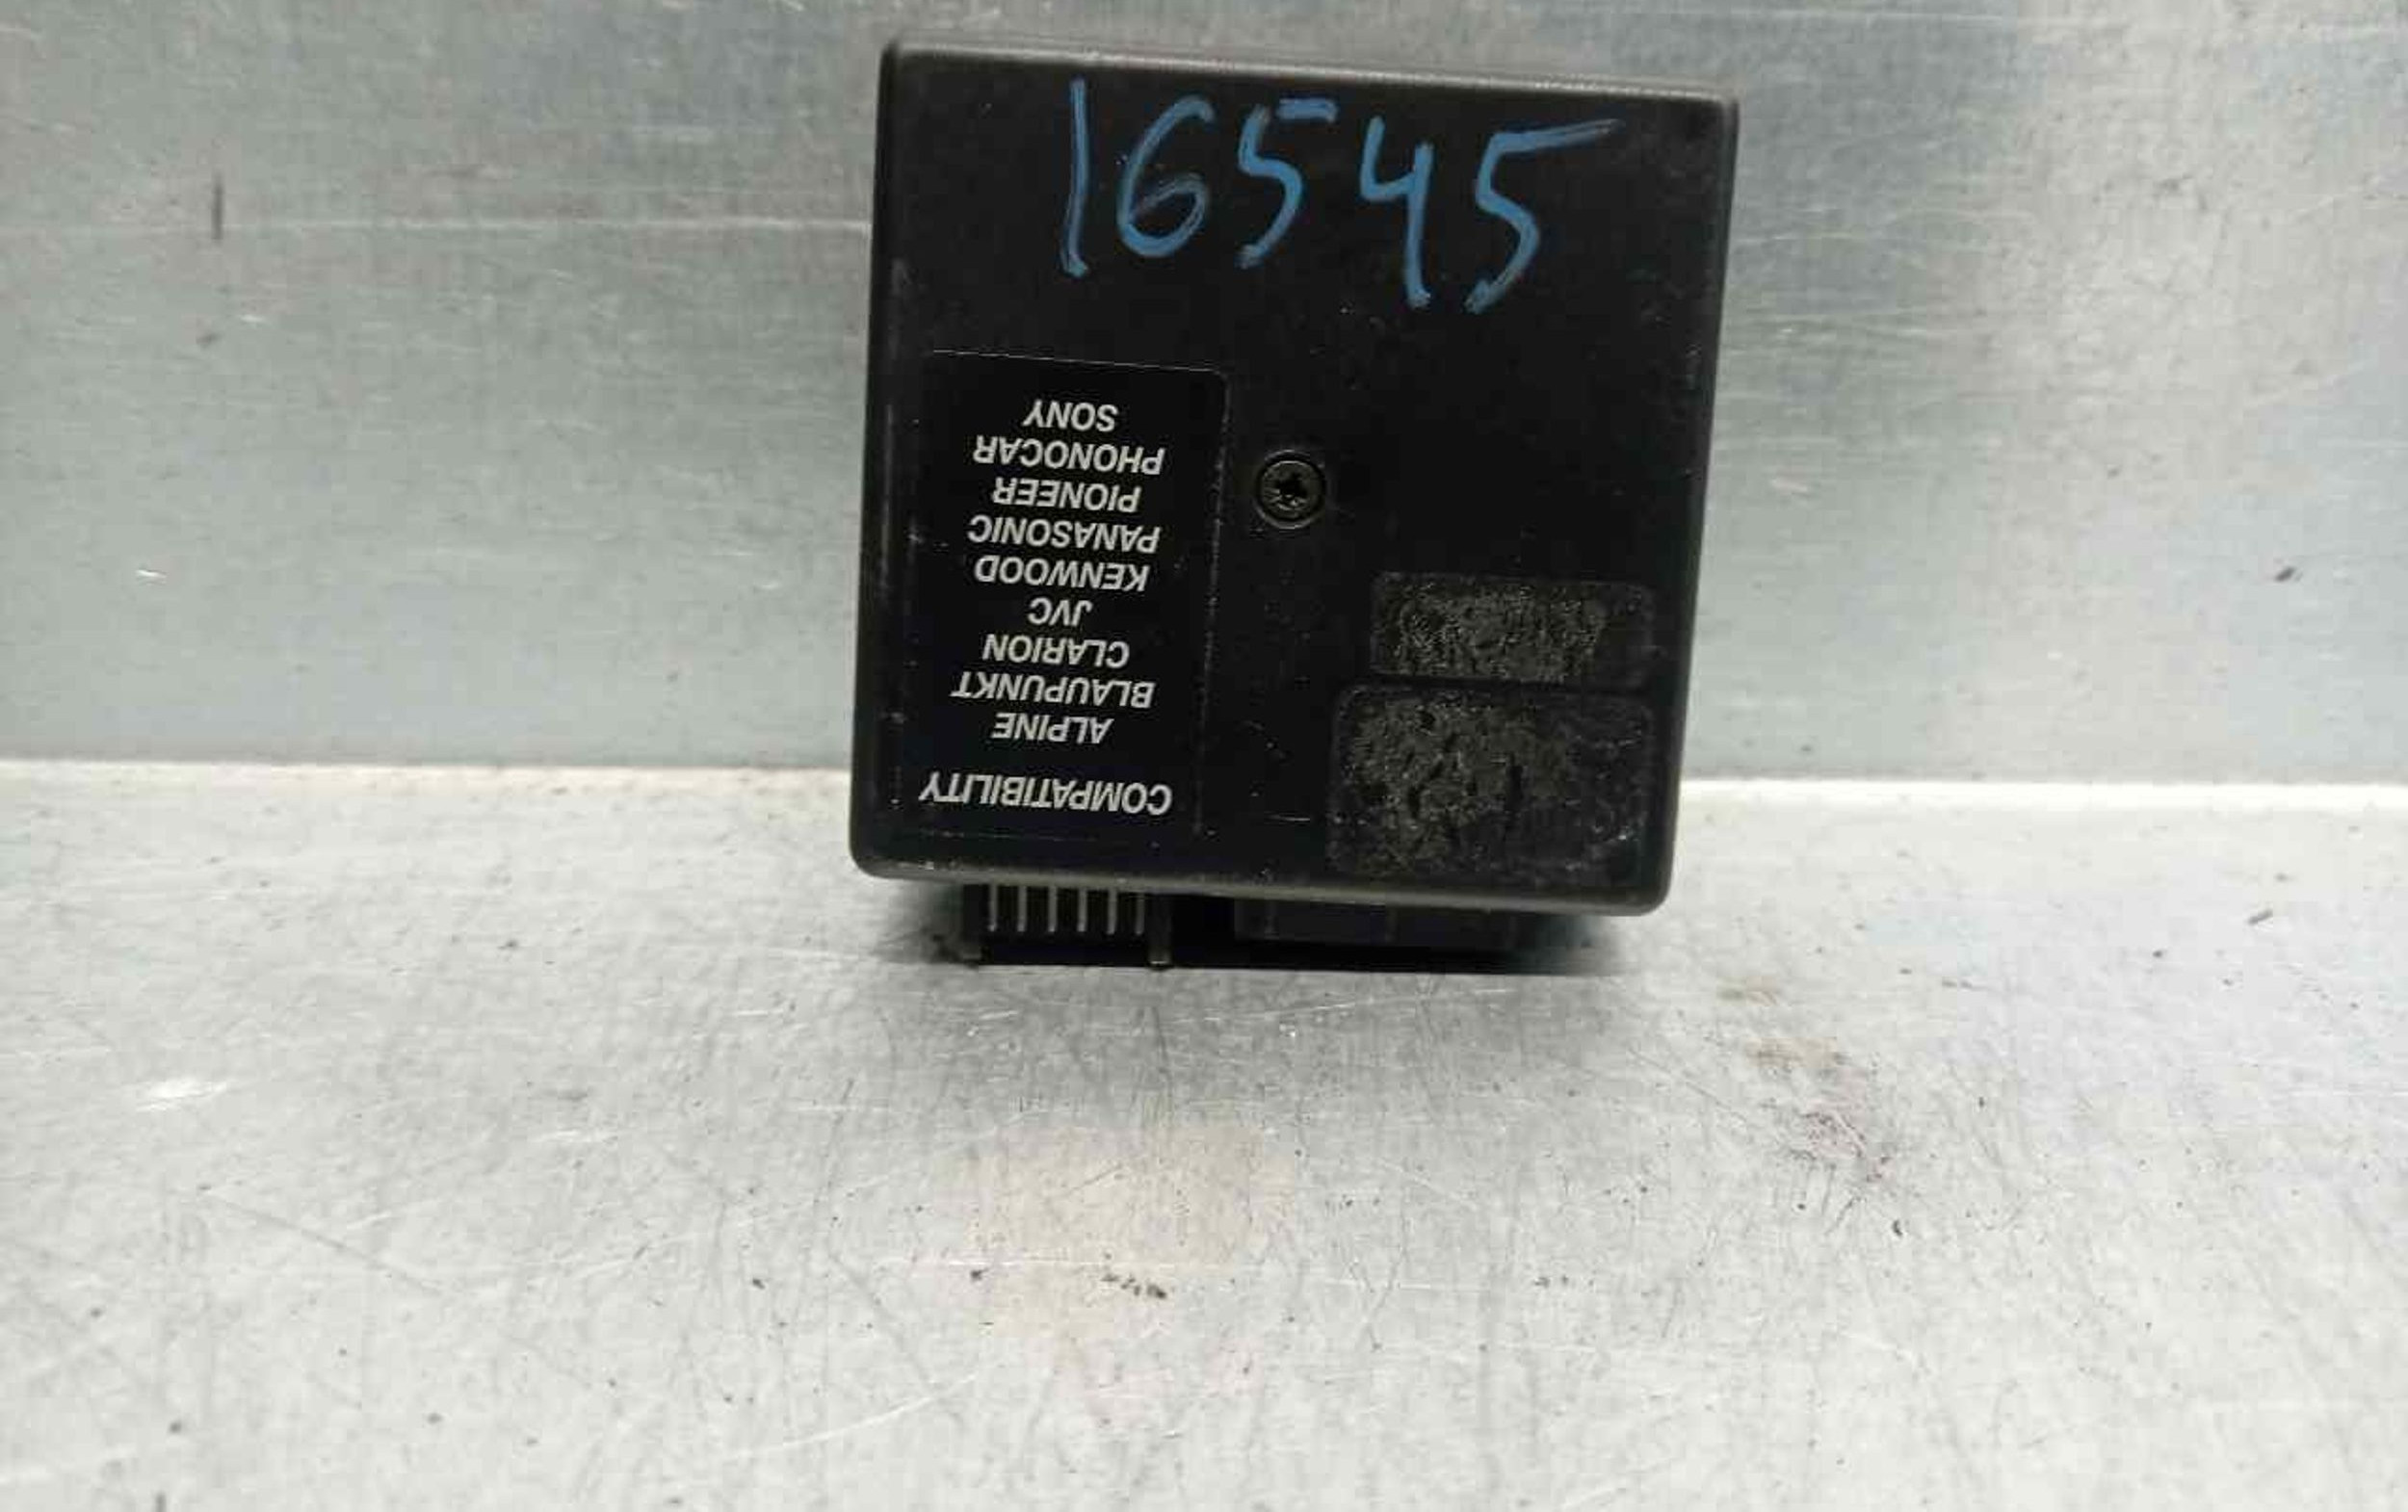 16545
COMPATIBILITY
ALPINE
BLAUPUNKT
CLARION
JVC
KENWOOD
PANASONIC
PIONEER
PHONOCAR
SONY